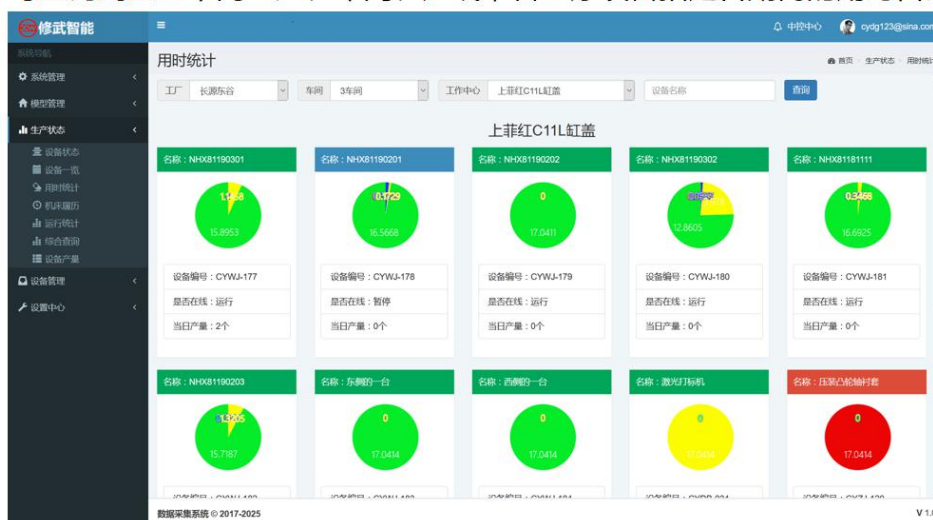 修武智能
中控中心
cydg123@sina.com
系统导航
系统管理
模型管理
生产状态
设备状态
设备一览
用时统计
机床履历
运行统计
综合查询
设备产量
设备管理
设置中心
用时统计
首页 > 生产状态 > 用时统计
工厂 长源东谷 车间 3车间 工作中心 上菲红C11L缸盖 设备名称 查询
上菲红C11L缸盖
名称：NHX81190301 名称：NHX81190201 名称：NHX81190202 名称：NHX81190302 名称：NHX81181111
0 0.3466
15.8953 16.5668 17.0411 12.8605 16.6925
设备编号：CYWJ-177 设备编号：CYWJ-178 设备编号：CYWJ-179 设备编号：CYWJ-180 设备编号：CYWJ-181
是否在线：运行 是否在线：暂停 是否在线：运行 是否在线：运行 是否在线：运行
当日产量：2个 当日产量：0个 当日产量：0个 当日产量：0个 当日产量：0个
名称：NHX81190203 名称：东侧的一台 名称：西侧的一台 名称：激光打标机 名称：压装凸轮轴衬套
0 0 0 0
15.7187 17.0414 17.0414 17.0414 17.0414
数据采集系统 © 2017-2025